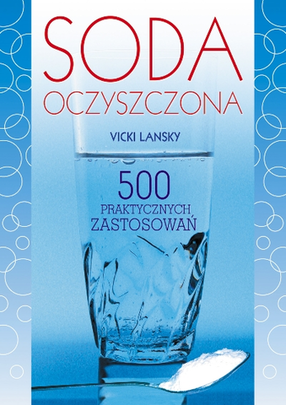 SODA
OCZYSZCZONA
VICKI LANSKY
500
PRAKTYCZNYCH
ZASTOSOWAŃ